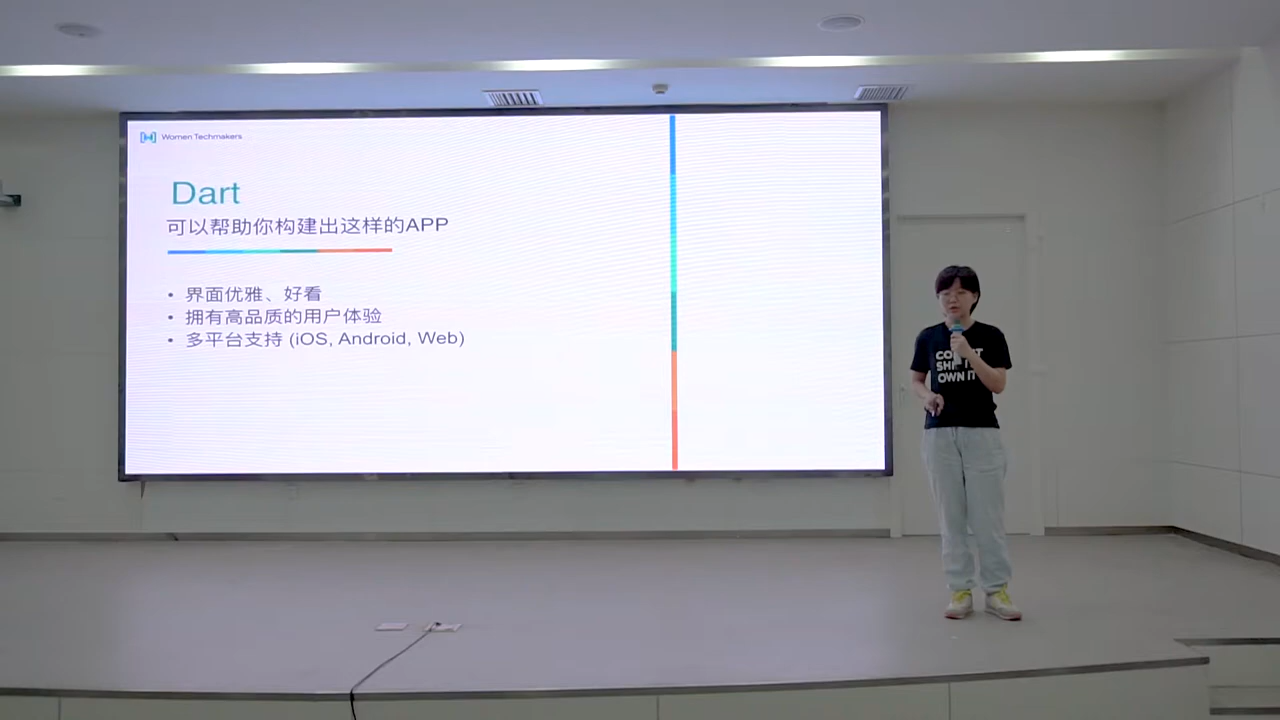 Women Techmakers
Dart
可以帮助你构建出这样的APP
• 界面优雅、好看
• 拥有高品质的用户体验
• 多平台支持 (iOS, Android, Web)
OWN IT